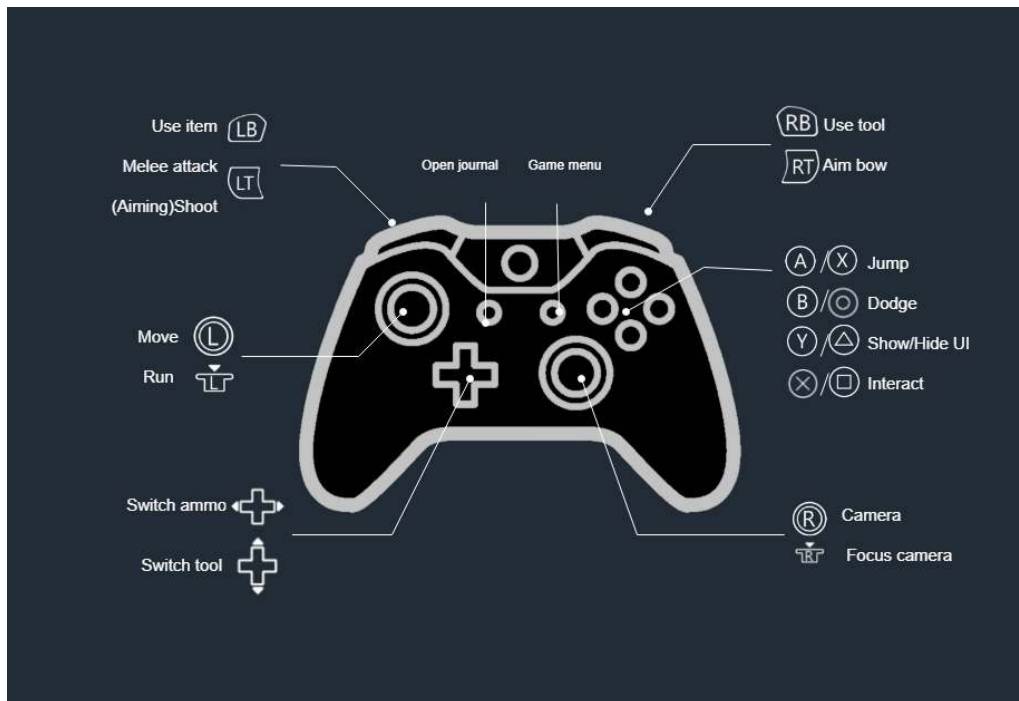 Use item LB
Melee attack LT
(Aiming)Shoot
Open journal
Game menu
RB Use tool
RT Aim bow
A/X Jump
B/○ Dodge
Y/△ Show/Hide UI
X/□ Interact
Move L
Run L
Switch ammo
Switch tool
R Camera
R Focus camera